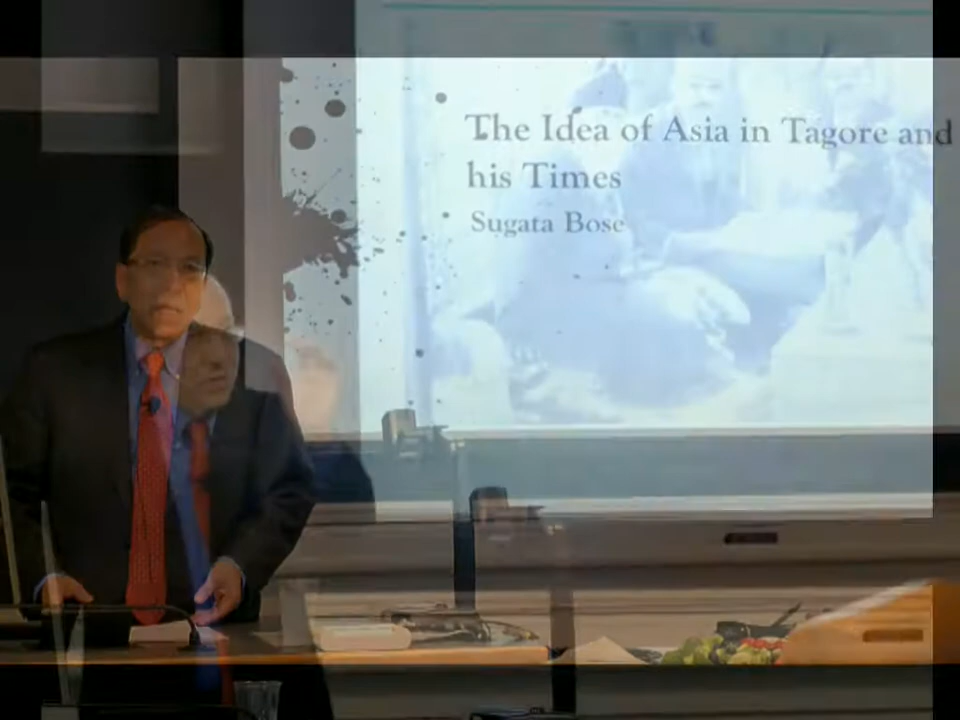 The Idea of Asia in Tagore and
his Times
Sugata Bose